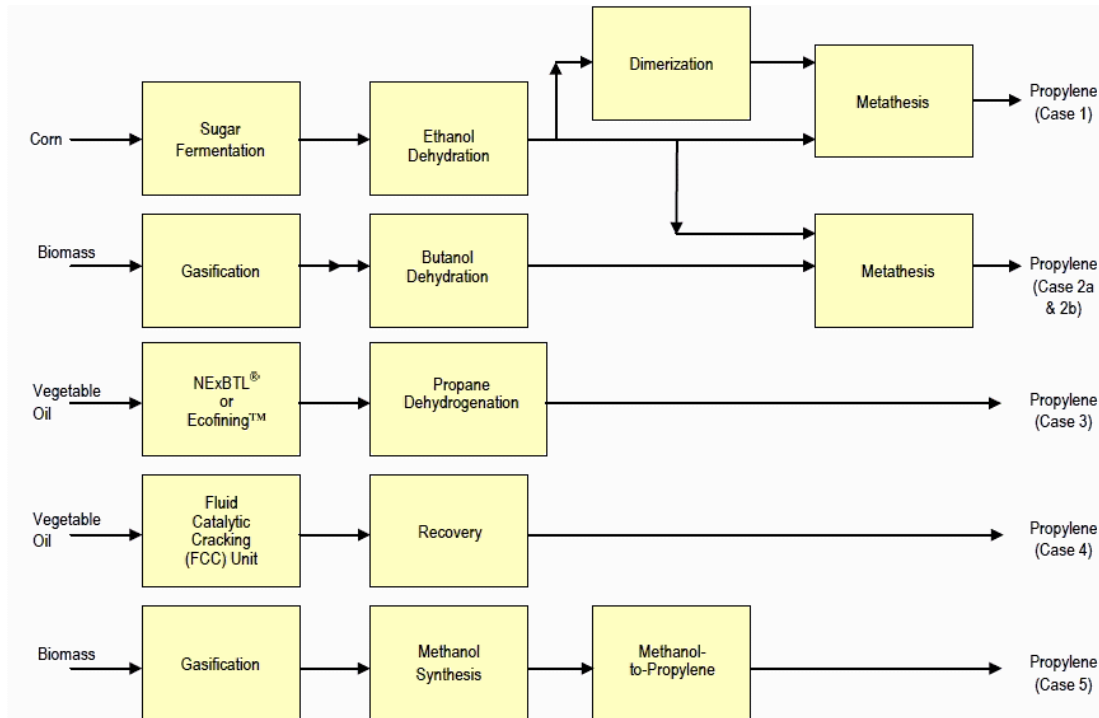 Dimerization
Metathesis
Propylene
(Case 1)
Corn
Sugar
Fermentation
Ethanol
Dehydration
Biomass
Gasification
Butanol
Dehydration
Metathesis
Propylene
(Case 2a
& 2b)
Vegetable
Oil
NExBTL®
or
Ecofining™
Propane
Dehydrogenation
Propylene
(Case 3)
Vegetable
Oil
Fluid
Catalytic
Cracking
(FCC) Unit
Recovery
Propylene
(Case 4)
Biomass
Gasification
Methanol
Synthesis
Methanol-
to-Propylene
Propylene
(Case 5)